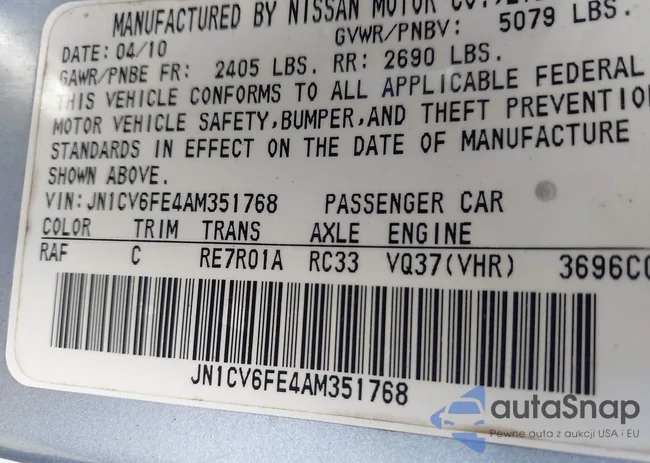 MANUFACTURED BY NISSAN MOTOR CO.,
DATE: 04/10 GVWR/PNBV: 5079 LBS.
GAWR/PNBE FR: 2405 LBS. RR: 2690 LBS.
THIS VEHICLE CONFORMS TO ALL APPLICABLE FEDERAL
MOTOR VEHICLE SAFETY,BUMPER,AND THEFT PREVENTIO
STANDARDS IN EFFECT ON THE DATE OF MANUFACTURE
SHOWN ABOVE.
VIN:JN1CV6FE4AM351768 PASSENGER CAR
COLOR TRIM TRANS AXLE ENGINE
RAF C RE7R01A RC33 VQ37(VHR) 3696CC
JN1CV6FE4AM351768
autaSnap
Pewne auta z aukcji USA i EU